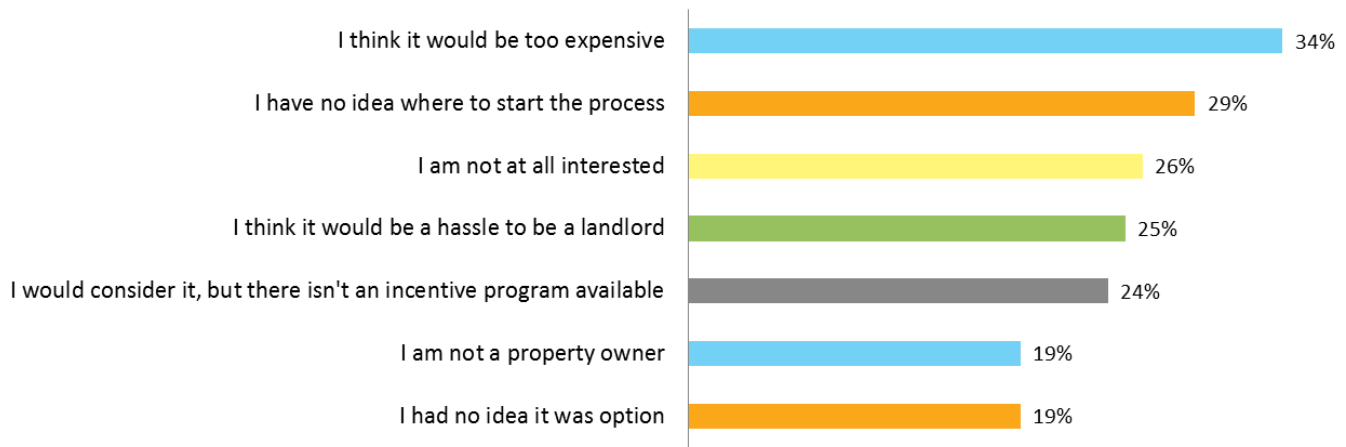 I think it would be too expensive 34%
I have no idea where to start the process 29%
I am not at all interested 26%
I think it would be a hassle to be a landlord 25%
I would consider it, but there isn't an incentive program available 24%
I am not a property owner 19%
I had no idea it was option 19%